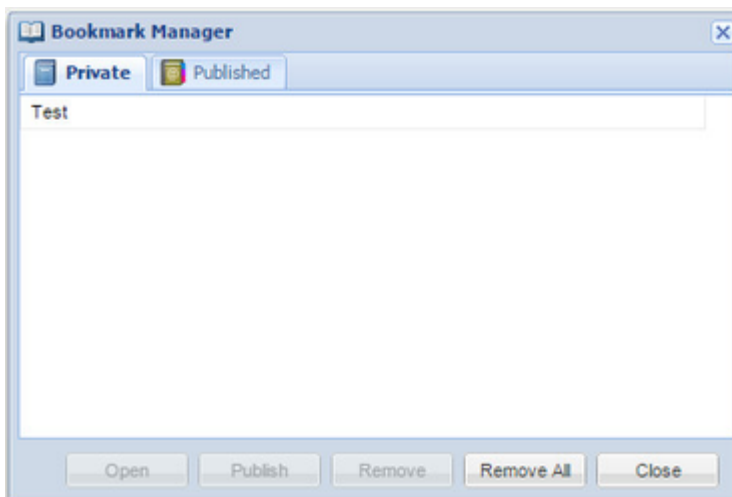 Bookmark Manager
Private Published
Test
Open Publish Remove Remove All Close